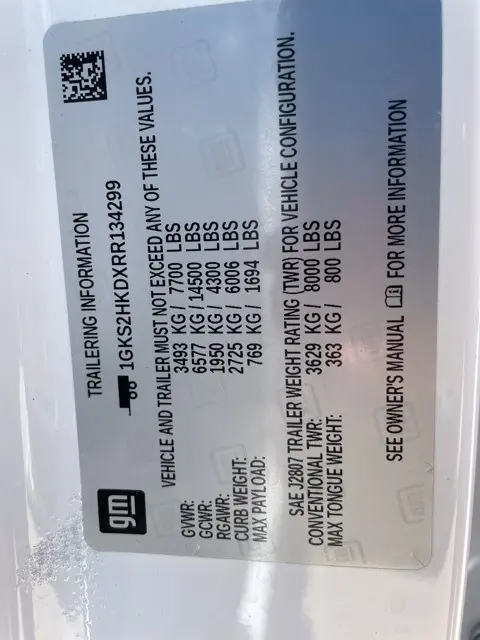 gm
TRAILERING INFORMATION
1GKS2HKDXRR134299
VEHICLE AND TRAILER MUST NOT EXCEED ANY OF THESE VALUES.
GVWR: 3493 KG / 7700 LBS
GCWR: 6577 KG / 14500 LBS
RGAWR: 1950 KG / 4300 LBS
CURB WEIGHT: 2725 KG / 6006 LBS
MAX PAYLOAD: 769 KG / 1694 LBS
SAE J2807 TRAILER WEIGHT RATING (TWR) FOR VEHICLE CONFIGURATION.
CONVENTIONAL TWR: 3629 KG / 8000 LBS
MAX TONGUE WEIGHT: 363 KG / 800 LBS
SEE OWNER'S MANUAL FOR MORE INFORMATION